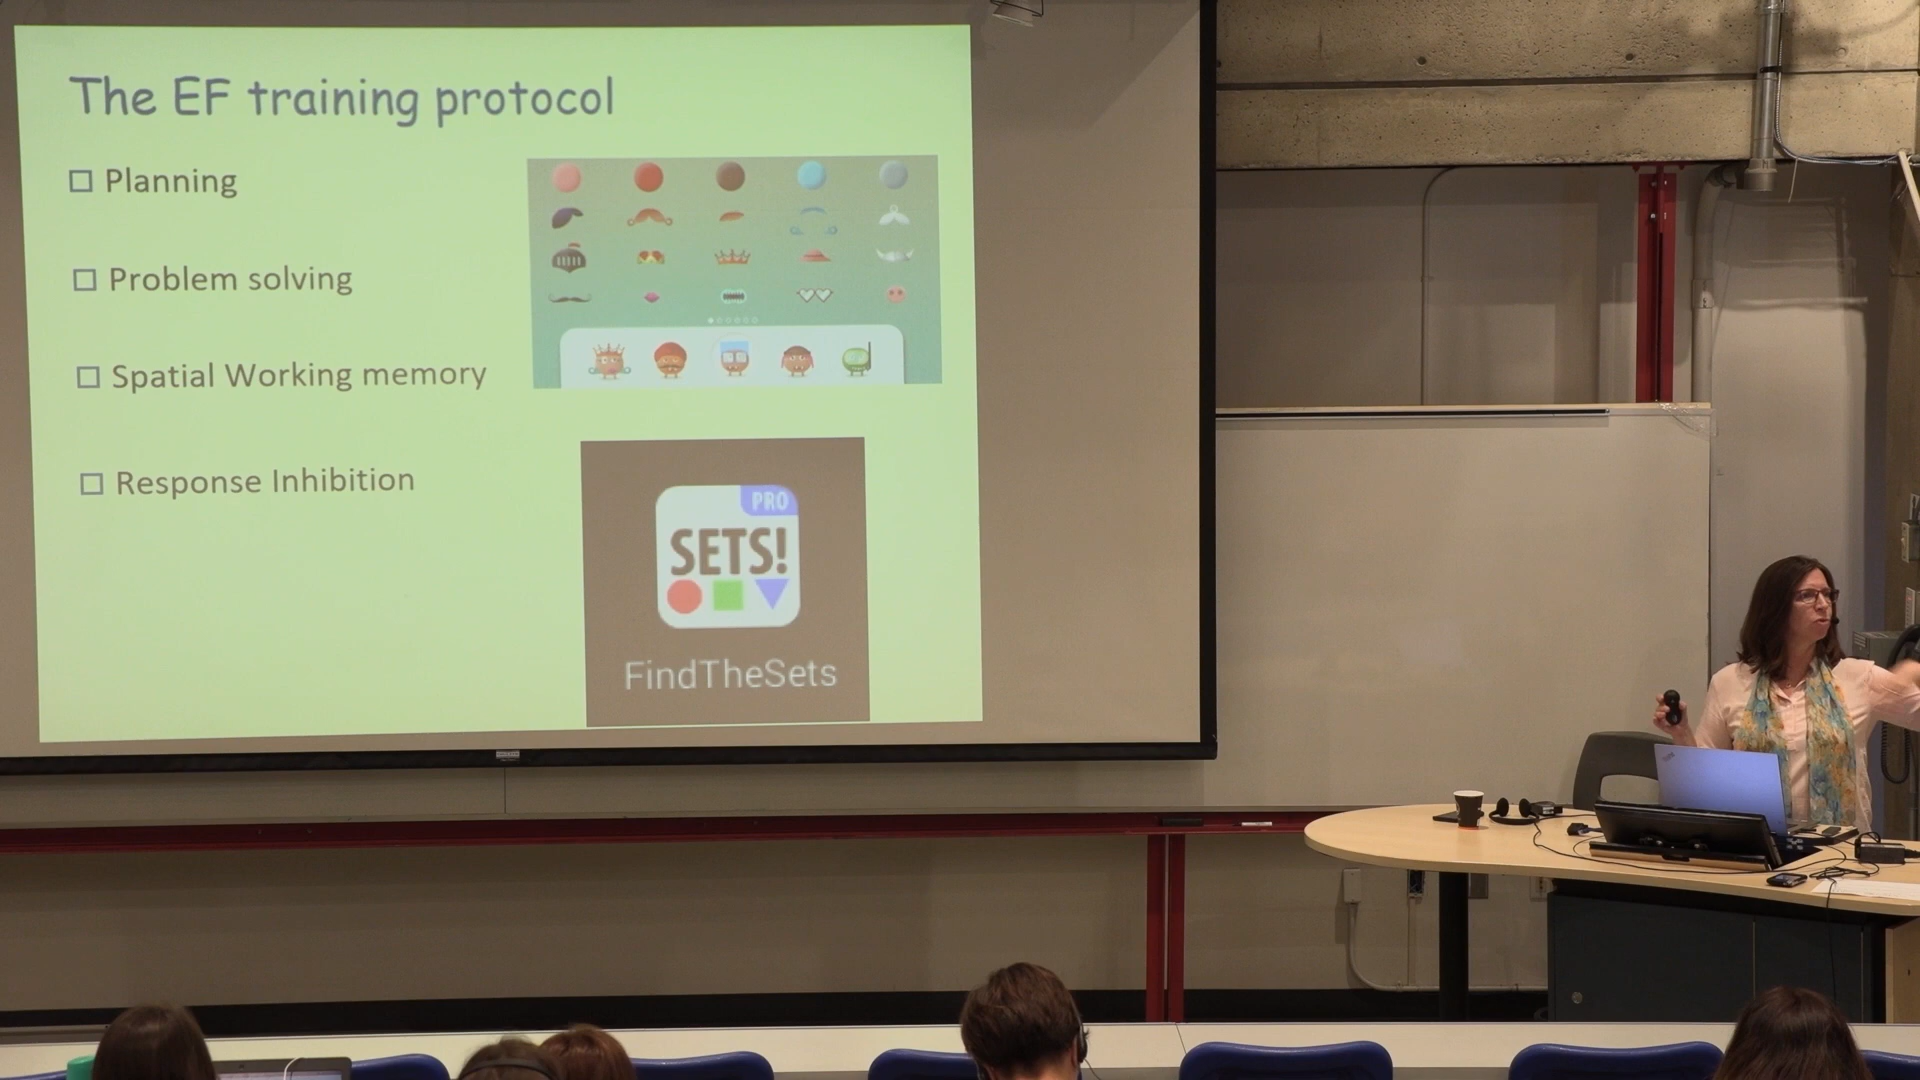 The EF training protocol
Planning
Problem solving
Spatial Working memory
Response Inhibition
PRO
SETS!
FindTheSets